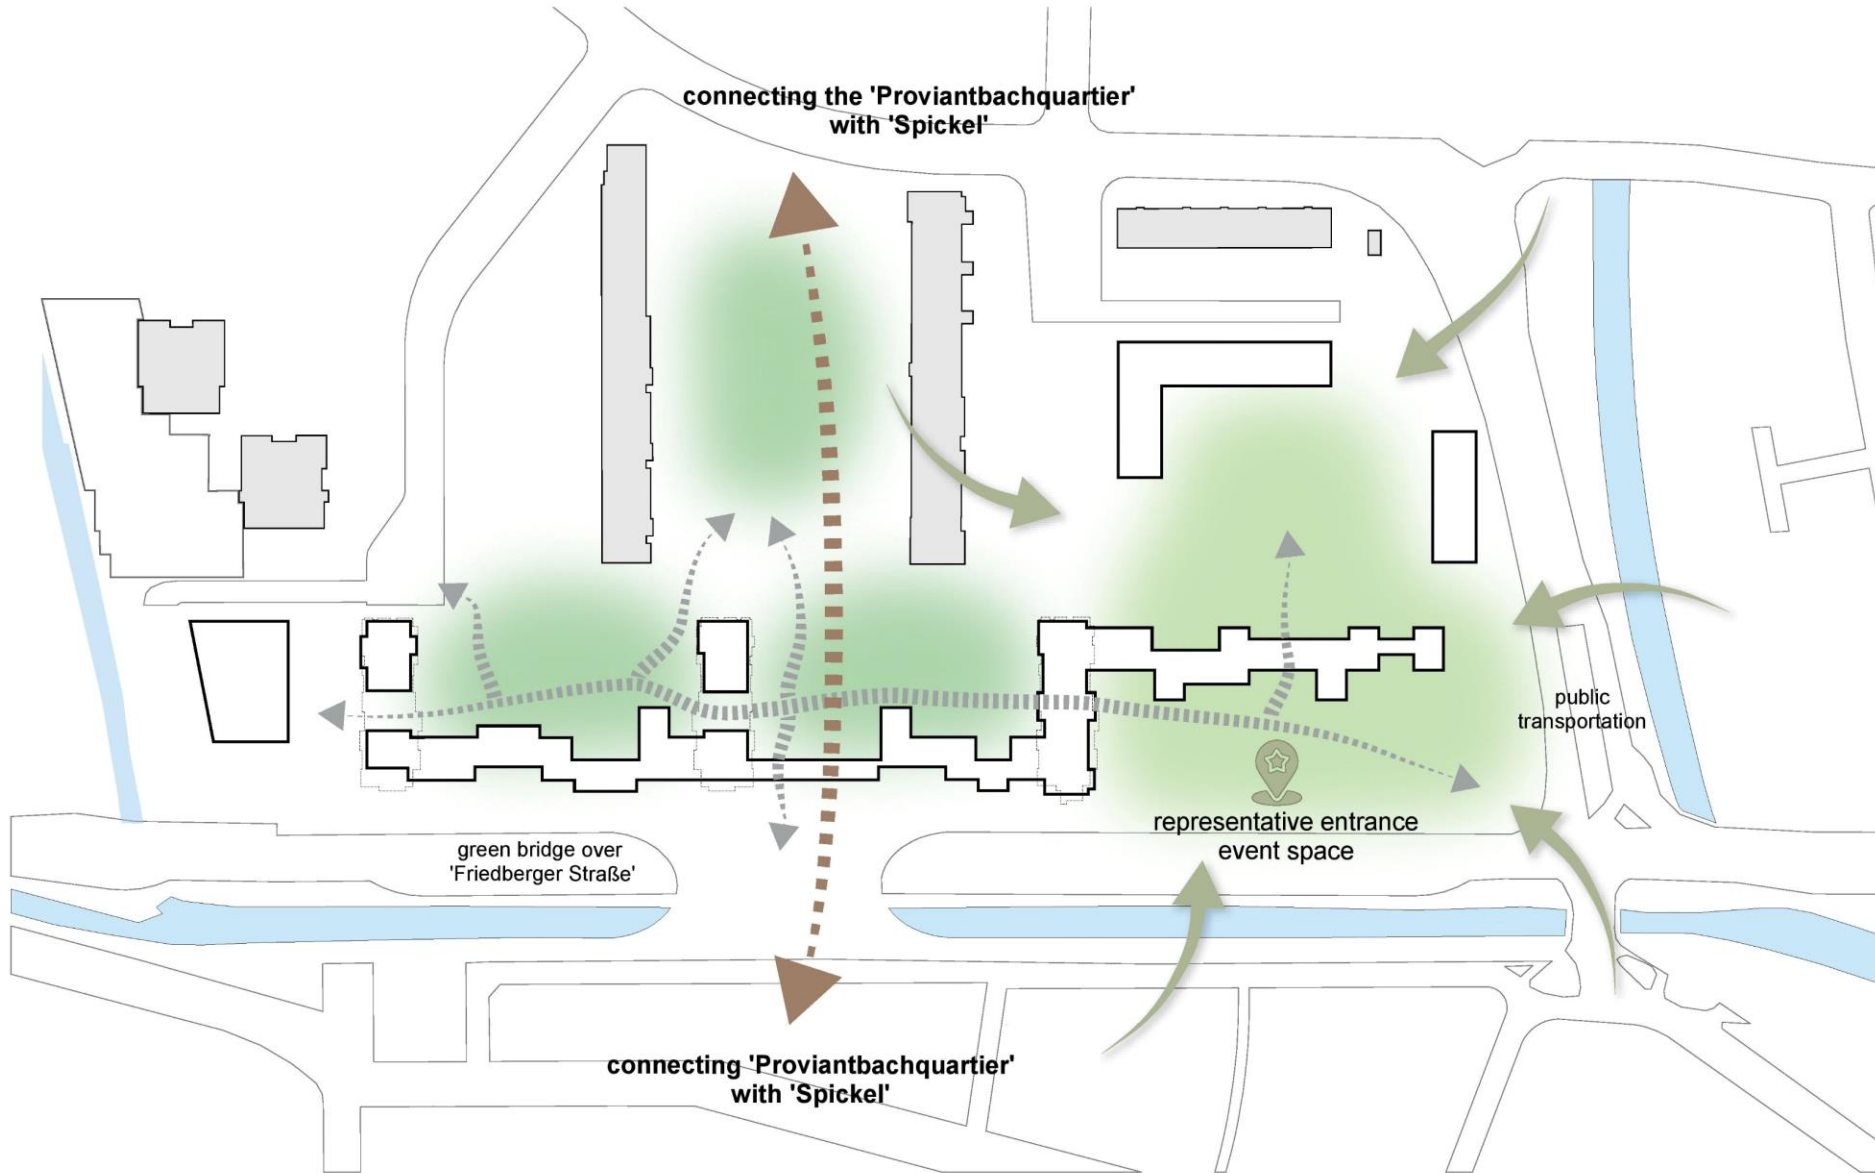 connecting the 'Proviantbachquartier'
with 'Spickel'
public
transportation
representative entrance
event space
green bridge over
'Friedberger Straße'
connecting 'Proviantbachquartier'
with 'Spickel'